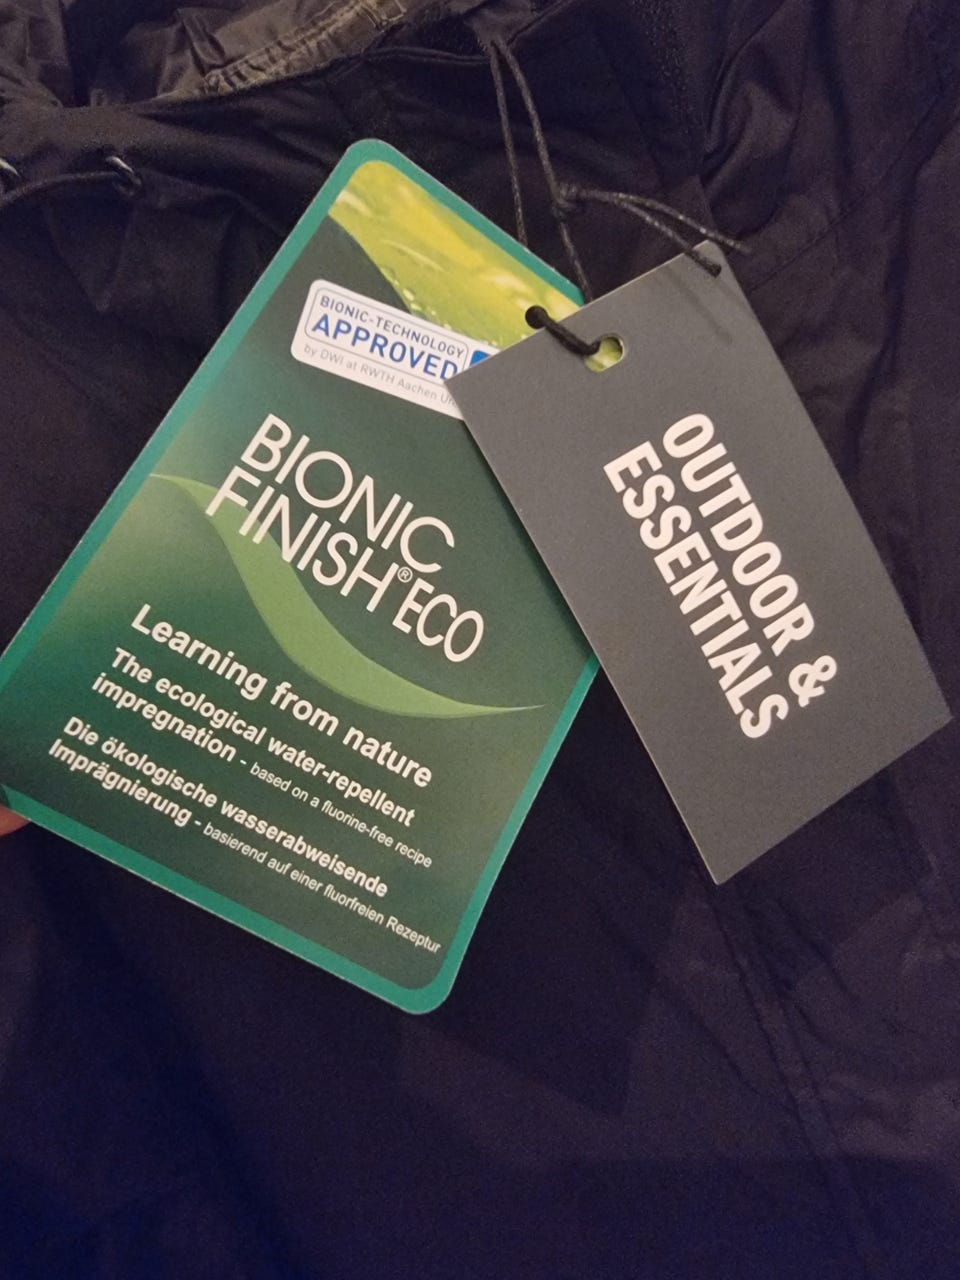 BIONIC-TECHNOLOGY
APPROVED
by DWI at RWTH Aachen
BIONIC
FINISH®ECO
Learning from nature
The ecological water-repellent
impregnation - based on a fluorine-free recipe
Die ökologische wasserabweisende
Imprägnierung - basierend auf einer fluorfreien Rezeptur
OUTDOOR &
ESSENTIALS